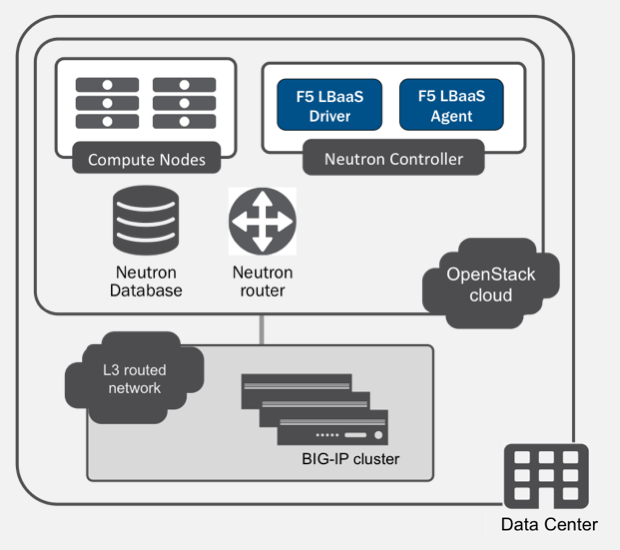 F5 LBaaS
Driver
F5 LBaaS
Agent
Compute Nodes
Neutron Controller
Neutron
Database
Neutron
router
OpenStack
cloud
L3 routed
network
BIG-IP cluster
Data Center